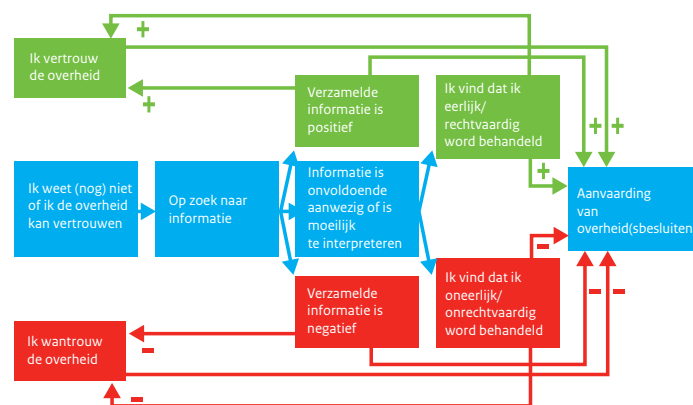 +
Ik vertrouw
de overheid
+
Verzamelde
informatie is
positief
Ik vind dat ik
eerlijk/
rechtvaardig
word behandeld
+ +
+
Ik weet (nog) niet
of ik de overheid
kan vertrouwen
Op zoek naar
informatie
Informatie is
onvoldoende
aanwezig of is
moeilijk
te interpreteren
Aanvaarding
van
overheid(sbesluiten
-
Ik vind dat ik
oneerlijk/
onrechtvaardig
word behandeld
Verzamelde
informatie is
negatief
- -
Ik wantrouw
de overheid
-
-